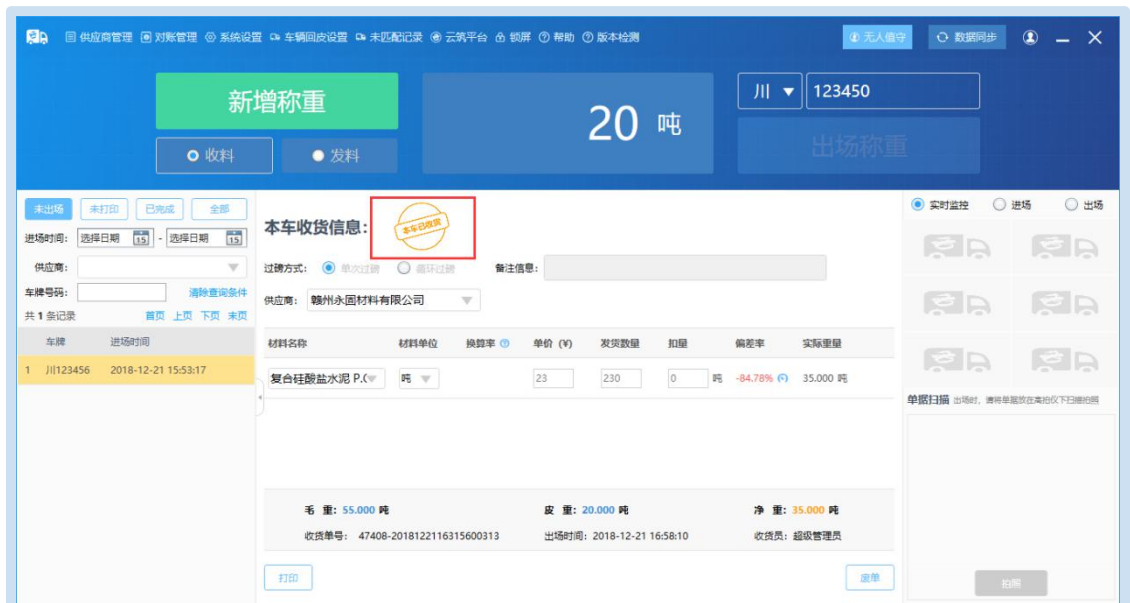 供应商管理 对账管理 系统设置 车辆回皮设置 未匹配记录 云筑平台 锁屏 帮助 版本检测 无人值守 数据同步
新增称重
20 吨
川 123450
出场称重
收料 发料
未出场 未打印 已完成 全部
进场时间: 选择日期 15 - 选择日期 15
供应商:
车牌号码: 清除查询条件
共 1 条记录 首页 上页 下页 末页
车牌 进场时间
1 川123456 2018-12-21 15:53:17
本车收货信息: 本车已收货
过磅方式: 单次过磅 循环过磅 备注信息:
供应商: 赣州永固材料有限公司
材料名称 材料单位 换算率 单价 (¥) 发货数量 扣量 偏差率 实际重量
复合硅酸盐水泥 P.( 吨 23 230 0 吨 -84.78% 35.000 吨
毛 重: 55.000 吨 皮 重: 20.000 吨 净 重: 35.000 吨
收货单号: 47408-2018122116315600313 出场时间: 2018-12-21 16:58:10 收货员: 超级管理员
打印 废单
实时监控 进场 出场
单据扫描 出场时，请将单据放在高拍仪下扫描拍照
拍照